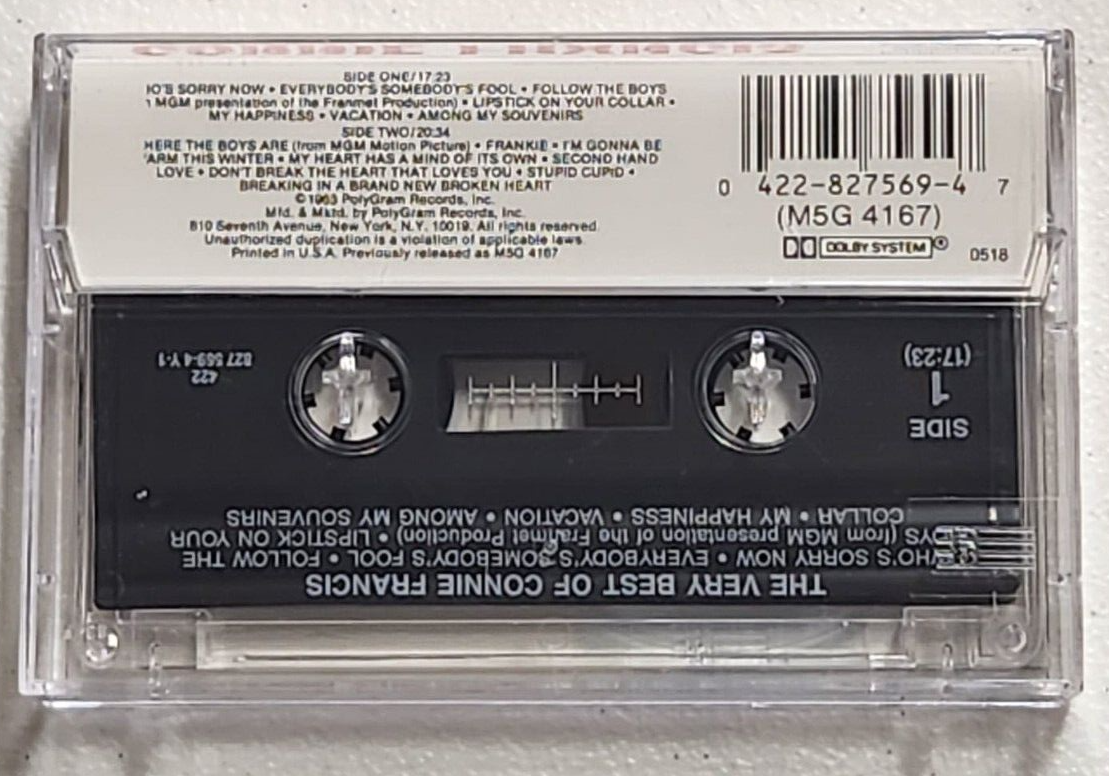 CONNIE FRANCIS
SIDE ONE/17:23
IO'S SORRY NOW • EVERYBODY'S SOMEBODY'S FOOL • FOLLOW THE BOYS
MGM presentation of the Franmet Production) • LIPSTICK ON YOUR COLLAR •
MY HAPPINESS • VACATION • AMONG MY SOUVENIRS
SIDE TWO/20:34
HERE THE BOYS ARE (from MGM Motion Picture) • FRANKIE • I'M GONNA BE
ARM THIS WINTER • MY HEART HAS A MIND OF ITS OWN • SECOND HAND
LOVE • DON'T BREAK THE HEART THAT LOVES YOU • STUPID CUPID •
BREAKING IN A BRAND NEW BROKEN HEART
©1963 PolyGram Records, Inc.
Mfd. & Mktd. by PolyGram Records, Inc.
810 Seventh Avenue, New York, N.Y. 10019. All rights reserved.
Unauthorized duplication is a violation of applicable laws.
Printed in U.S.A. Previously released as M5G 4167
0 422-827569-4 7
(M5G 4167)
DOLBY SYSTEM®
0518
THE VERY BEST OF CONNIE FRANCIS
WHO'S SORRY NOW • EVERYBODY'S SOMEBODY'S FOOL • FOLLOW THE
BOYS (from MGM presentation of the Franmet Production) • LIPSTICK ON YOUR
COLLAR • MY HAPPINESS • VACATION • AMONG MY SOUVENIRS
SIDE
1
(17:23)
422
827 569-4 Y-1